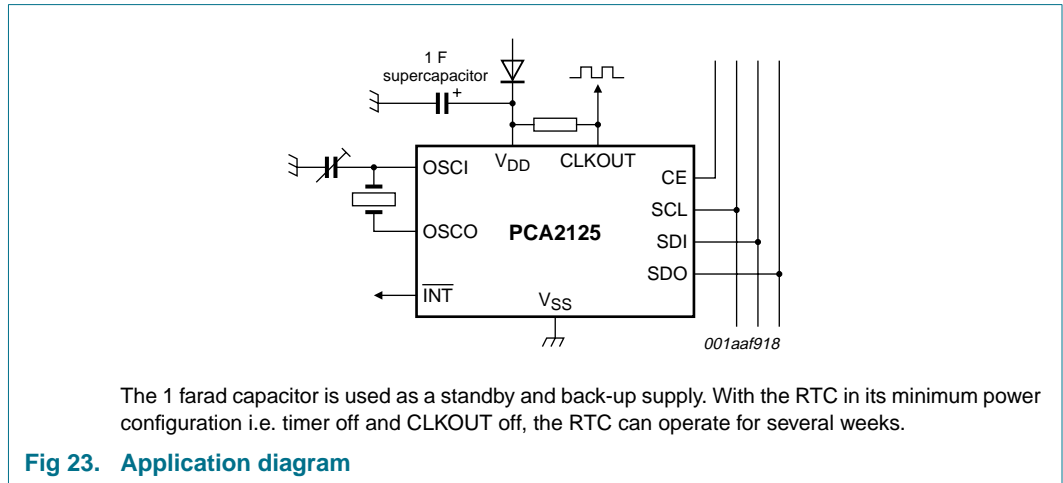 1 F
supercapacitor
+
OSCI
VDD
CLKOUT
CE
SCL
OSCO
PCA2125
SDI
SDO
INT
VSS
001aaf918
The 1 farad capacitor is used as a standby and back-up supply. With the RTC in its minimum power
configuration i.e. timer off and CLKOUT off, the RTC can operate for several weeks.
Fig 23. Application diagram